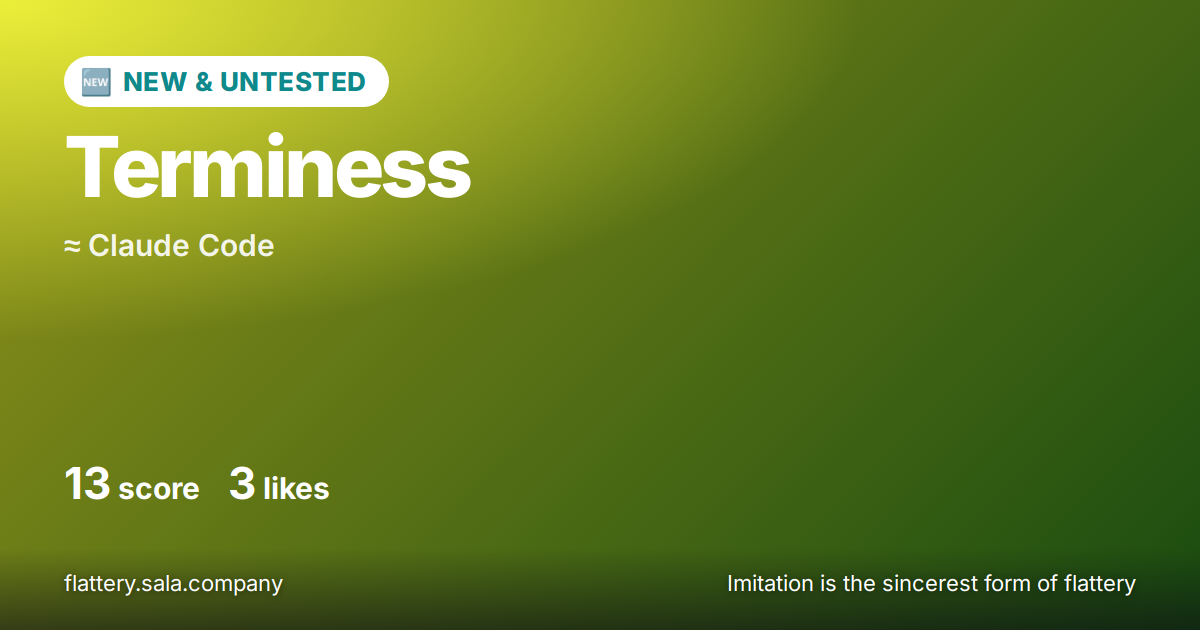 🆕 NEW & UNTESTED
Terminess
≈ Claude Code
13 score 3 likes
flattery.sala.company
Imitation is the sincerest form of flattery